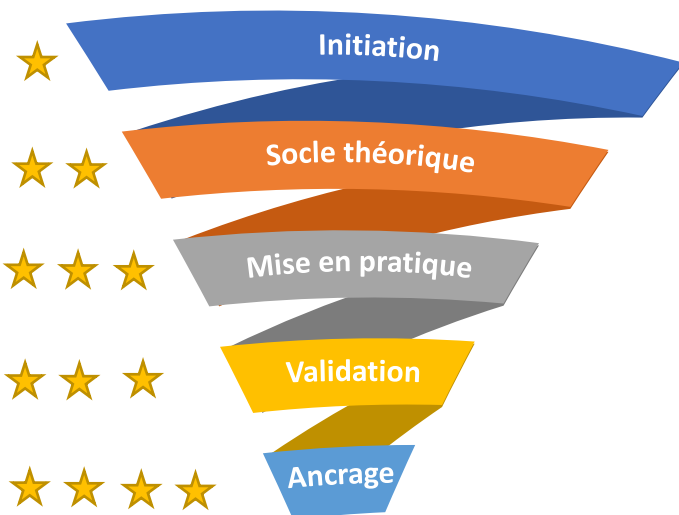 Initiation
Socle théorique
Mise en pratique
Validation
Ancrage